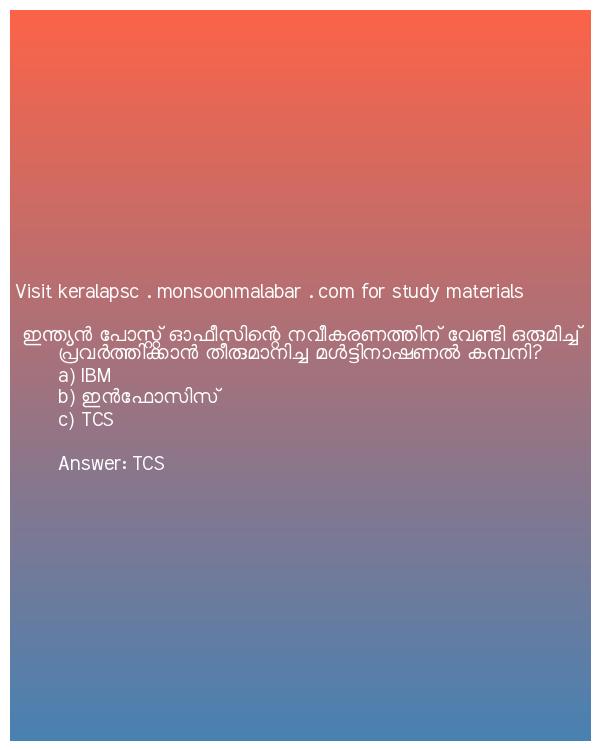 Visit keralapsc . monsoonmalabar . com for study materials
ഇന്ത്യൻ പോസ്റ്റ് ഓഫീസിന്റെ നവീകരണത്തിന് വേണ്ടി ഒരുമിച്ച്
പ്രവർത്തിക്കാൻ തീരുമാനിച്ച മൾട്ടിനാഷണൽ കമ്പനി?
a) IBM
b) ഇൻഫോസിസ്
c) TCS
Answer: TCS